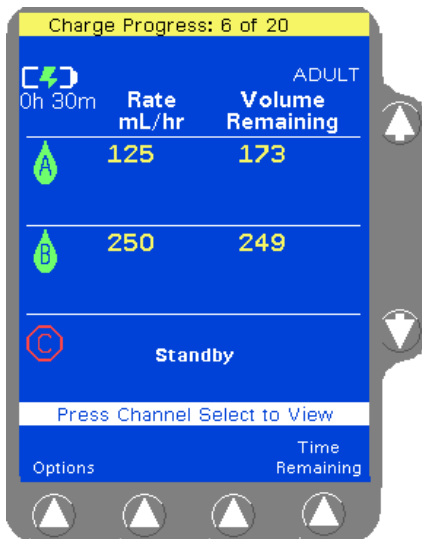 Charge Progress: 6 of 20
ADULT
0h 30m Rate Volume
mL/hr Remaining
A 125 173
B 250 249
C Standby
Press Channel Select to View
Time
Options Remaining